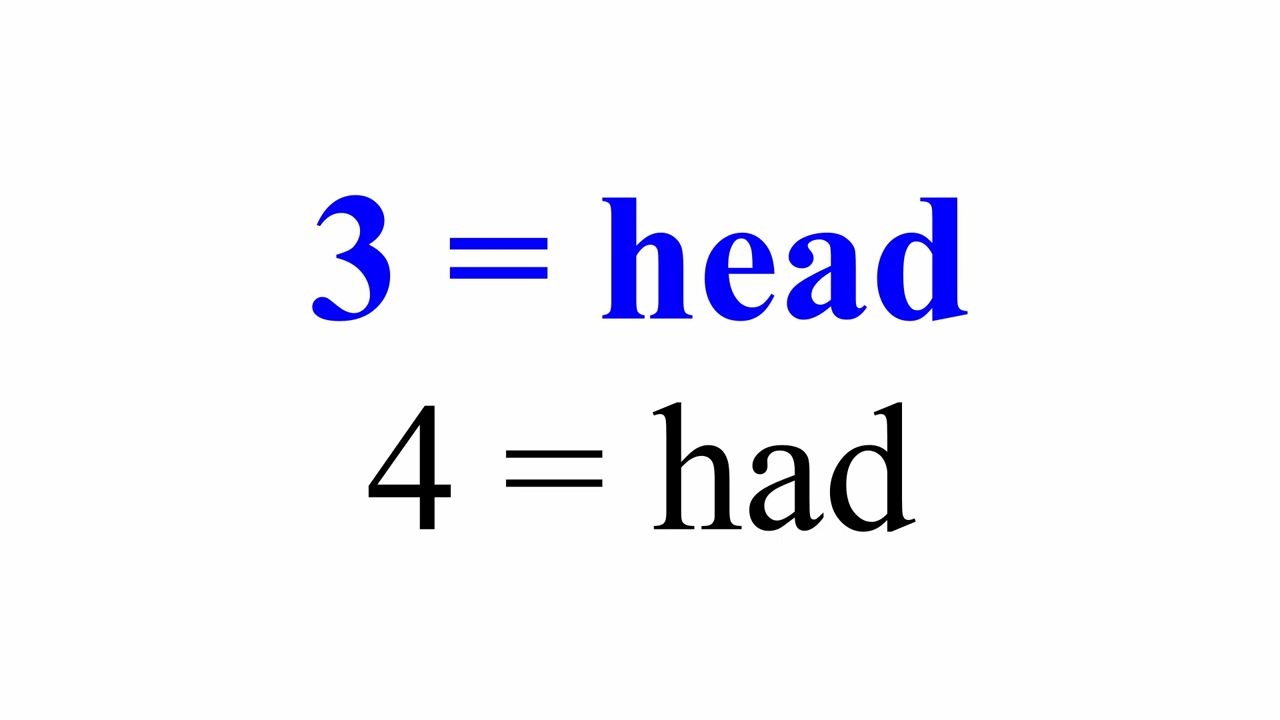 3 = head
4 = had